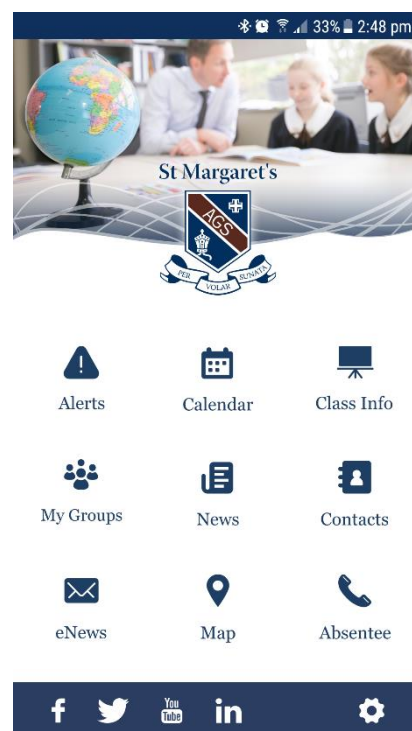 33% 2:48 pm
St Margaret's
AGS
PER VOLAR SUNATA
Alerts Calendar Class Info
My Groups News Contacts
eNews Map Absentee
f You Tube in